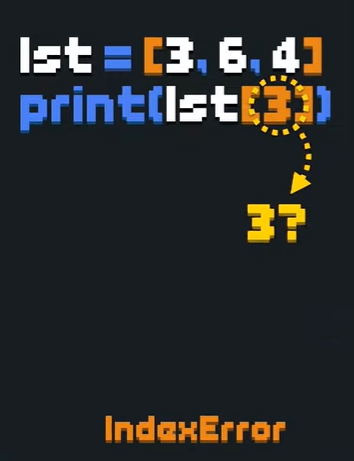 lst = [3, 6, 4]
print(lst[3])
3?
IndexError